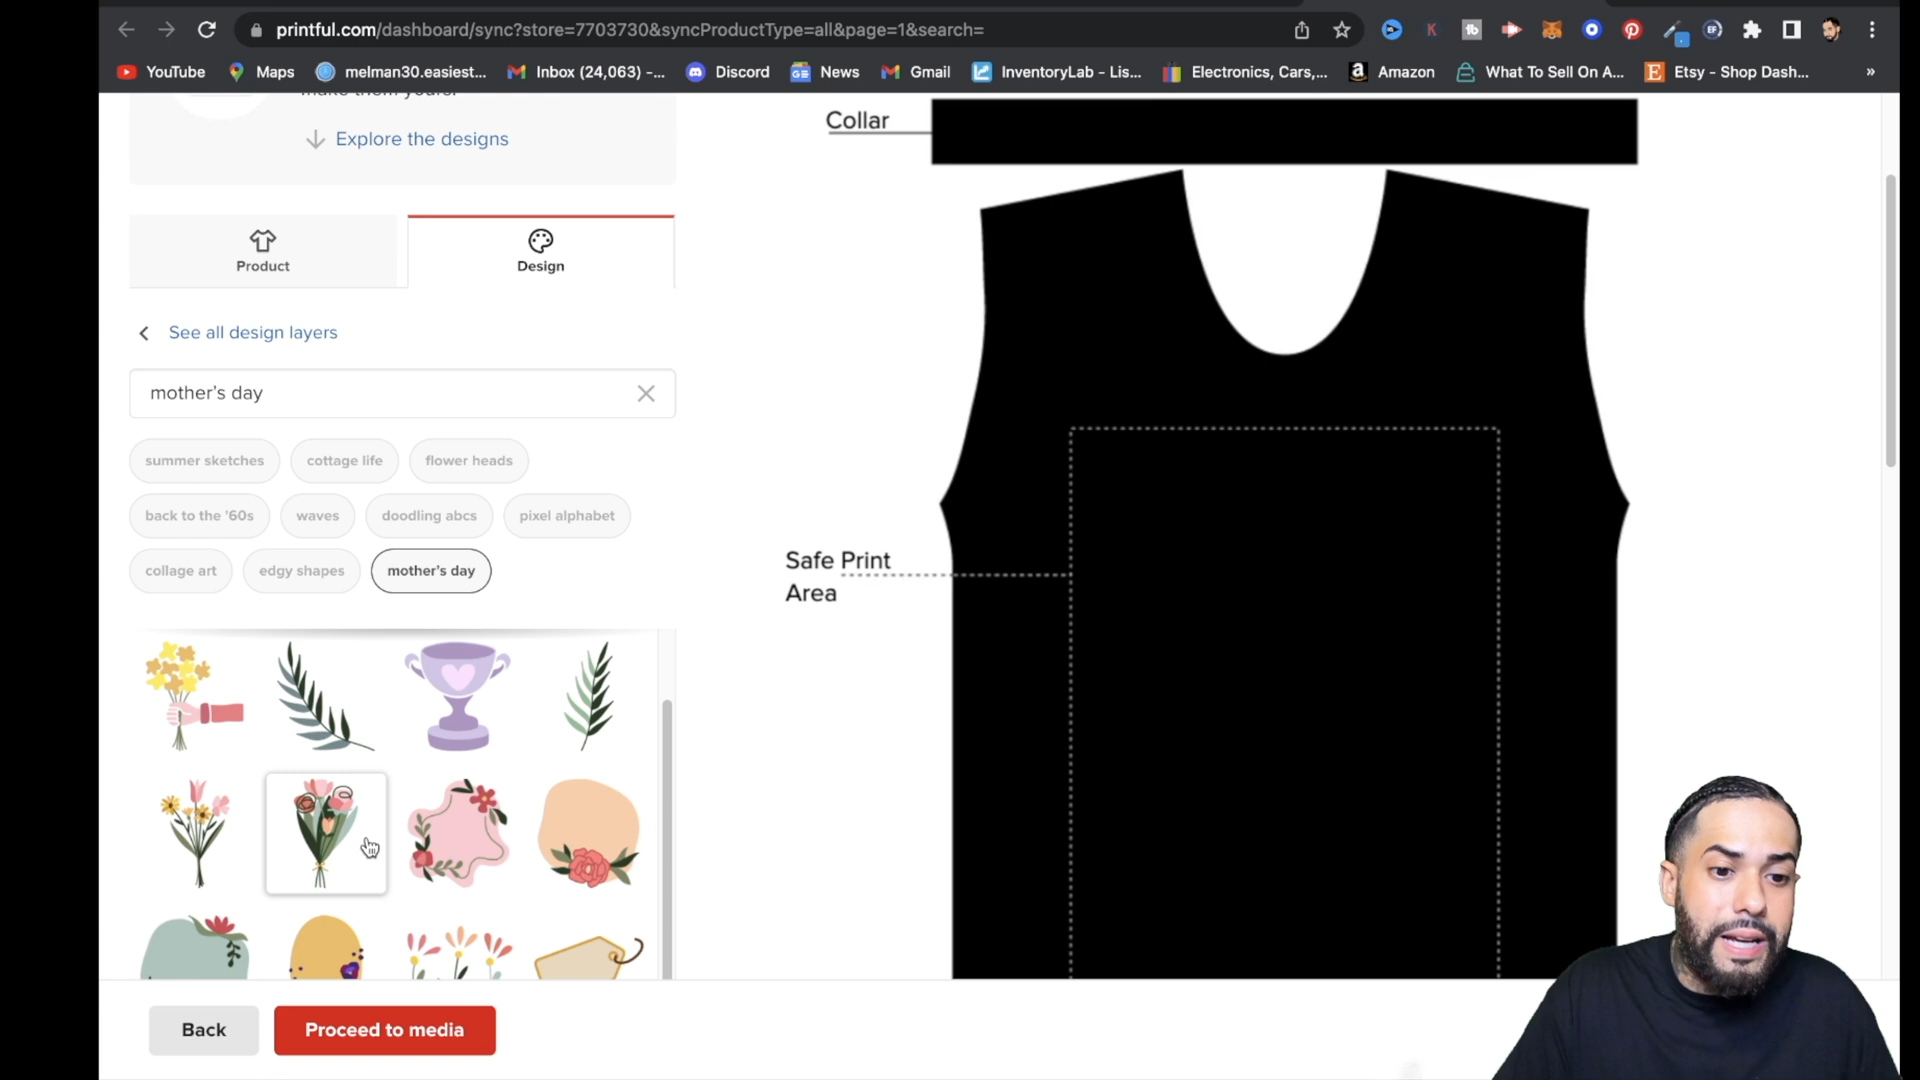 printful.com/dashboard/sync?store=7703730&syncProductType=all&page=1&search=
YouTube
Maps
melman30.easiest...
Inbox (24,063) -...
Discord
News
Gmail
InventoryLab - Lis...
Electronics, Cars,...
Amazon
What To Sell On A...
Etsy - Shop Dash...
»
make them yours.
Explore the designs
Product
Design
See all design layers
mother's day
summer sketches
cottage life
flower heads
back to the '60s
waves
doodling abcs
pixel alphabet
collage art
edgy shapes
mother's day
Back
Proceed to media
Collar
Safe Print
Area